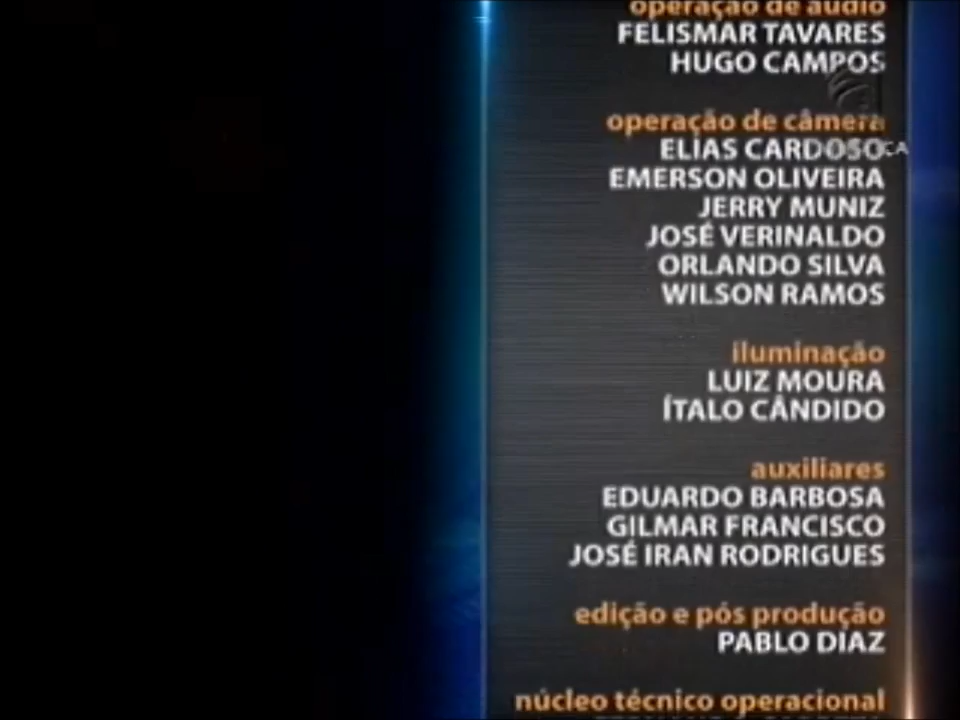 operação de áudio
FELISMAR TAVARES
HUGO CAMPOS
operação de câmera
ELIAS CARDOSO
EMERSON OLIVEIRA
JERRY MUNIZ
JOSÉ VERINALDO
ORLANDO SILVA
WILSON RAMOS
iluminação
LUIZ MOURA
ÍTALO CÂNDIDO
auxiliares
EDUARDO BARBOSA
GILMAR FRANCISCO
JOSÉ IRAN RODRIGUES
edição e pós produção
PABLO DIAZ
núcleo técnico operacional